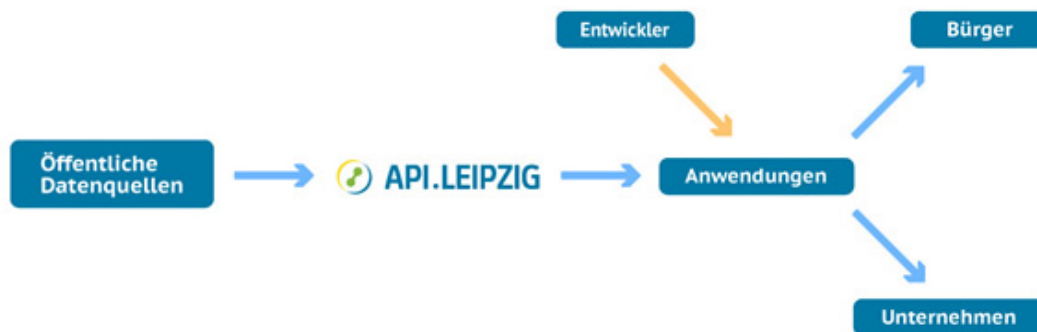 Entwickler
Bürger
Öffentliche
Datenquellen
API.LEIPZIG
Anwendungen
Unternehmen